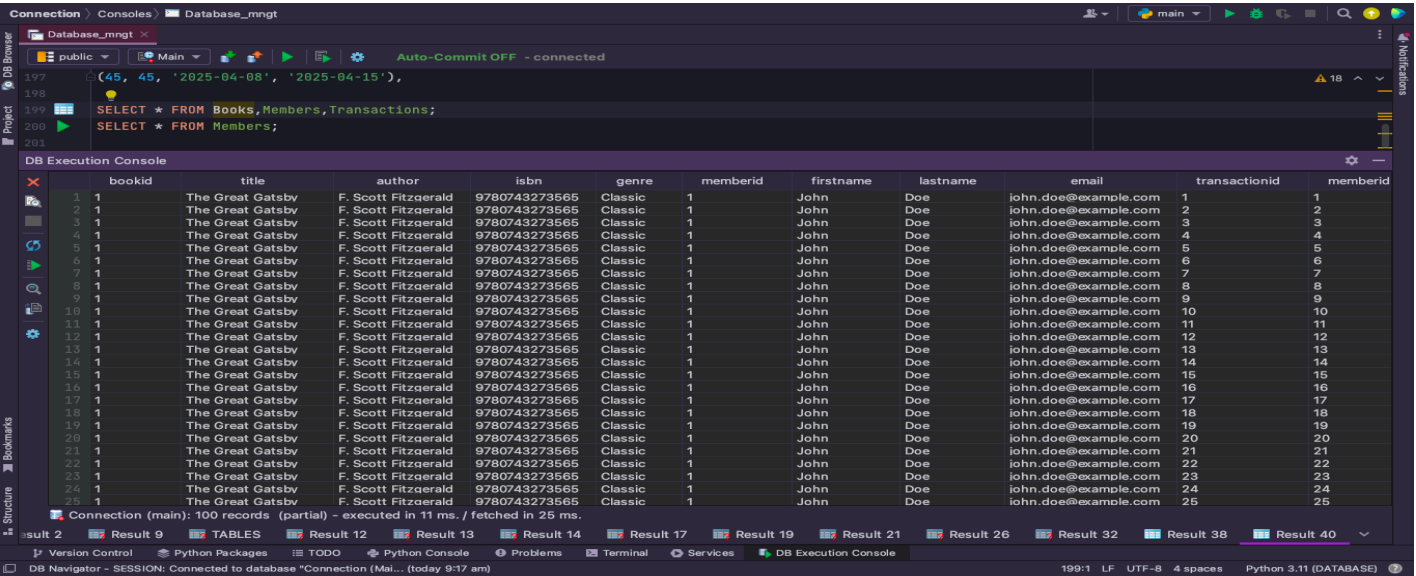 Connection > Consoles > Database_mngt main
Database_mngt
public Main Auto-Commit OFF - connected
197 (45, 45, '2025-04-08', '2025-04-15'), 18
198
199 SELECT * FROM Books,Members,Transactions;
200 SELECT * FROM Members;
201
DB Browser
Project
Bookmarks
Structure
Notifications
DB Execution Console
bookid title author isbn genre memberid firstname lastname email transactionid memberid
1 1 The Great Gatsby F. Scott Fitzgerald 9780743273565 Classic 1 John Doe john.doe@example.com 1 1
2 1 The Great Gatsby F. Scott Fitzgerald 9780743273565 Classic 1 John Doe john.doe@example.com 2 2
3 1 The Great Gatsby F. Scott Fitzgerald 9780743273565 Classic 1 John Doe john.doe@example.com 3 3
4 1 The Great Gatsby F. Scott Fitzgerald 9780743273565 Classic 1 John Doe john.doe@example.com 4 4
5 1 The Great Gatsby F. Scott Fitzgerald 9780743273565 Classic 1 John Doe john.doe@example.com 5 5
6 1 The Great Gatsby F. Scott Fitzgerald 9780743273565 Classic 1 John Doe john.doe@example.com 6 6
7 1 The Great Gatsby F. Scott Fitzgerald 9780743273565 Classic 1 John Doe john.doe@example.com 7 7
8 1 The Great Gatsby F. Scott Fitzgerald 9780743273565 Classic 1 John Doe john.doe@example.com 8 8
9 1 The Great Gatsby F. Scott Fitzgerald 9780743273565 Classic 1 John Doe john.doe@example.com 9 9
10 1 The Great Gatsby F. Scott Fitzgerald 9780743273565 Classic 1 John Doe john.doe@example.com 10 10
11 1 The Great Gatsby F. Scott Fitzgerald 9780743273565 Classic 1 John Doe john.doe@example.com 11 11
12 1 The Great Gatsby F. Scott Fitzgerald 9780743273565 Classic 1 John Doe john.doe@example.com 12 12
13 1 The Great Gatsby F. Scott Fitzgerald 9780743273565 Classic 1 John Doe john.doe@example.com 13 13
14 1 The Great Gatsby F. Scott Fitzgerald 9780743273565 Classic 1 John Doe john.doe@example.com 14 14
15 1 The Great Gatsby F. Scott Fitzgerald 9780743273565 Classic 1 John Doe john.doe@example.com 15 15
16 1 The Great Gatsby F. Scott Fitzgerald 9780743273565 Classic 1 John Doe john.doe@example.com 16 16
17 1 The Great Gatsby F. Scott Fitzgerald 9780743273565 Classic 1 John Doe john.doe@example.com 17 17
18 1 The Great Gatsby F. Scott Fitzgerald 9780743273565 Classic 1 John Doe john.doe@example.com 18 18
19 1 The Great Gatsby F. Scott Fitzgerald 9780743273565 Classic 1 John Doe john.doe@example.com 19 19
20 1 The Great Gatsby F. Scott Fitzgerald 9780743273565 Classic 1 John Doe john.doe@example.com 20 20
21 1 The Great Gatsby F. Scott Fitzgerald 9780743273565 Classic 1 John Doe john.doe@example.com 21 21
22 1 The Great Gatsby F. Scott Fitzgerald 9780743273565 Classic 1 John Doe john.doe@example.com 22 22
23 1 The Great Gatsby F. Scott Fitzgerald 9780743273565 Classic 1 John Doe john.doe@example.com 23 23
24 1 The Great Gatsby F. Scott Fitzgerald 9780743273565 Classic 1 John Doe john.doe@example.com 24 24
25 1 The Great Gatsby F. Scott Fitzgerald 9780743273565 Classic 1 John Doe john.doe@example.com 25 25
Connection (main): 100 records (partial) - executed in 11 ms. / fetched in 25 ms.
esult 2 Result 9 TABLES Result 12 Result 13 Result 14 Result 17 Result 19 Result 21 Result 26 Result 32 Result 38 Result 40
Version Control Python Packages TODO Python Console Problems Terminal Services DB Execution Console
DB Navigator - SESSION: Connected to database "Connection (Mai... (today 9:17 am) 199:1 LF UTF-8 4 spaces Python 3.11 (DATABASE)